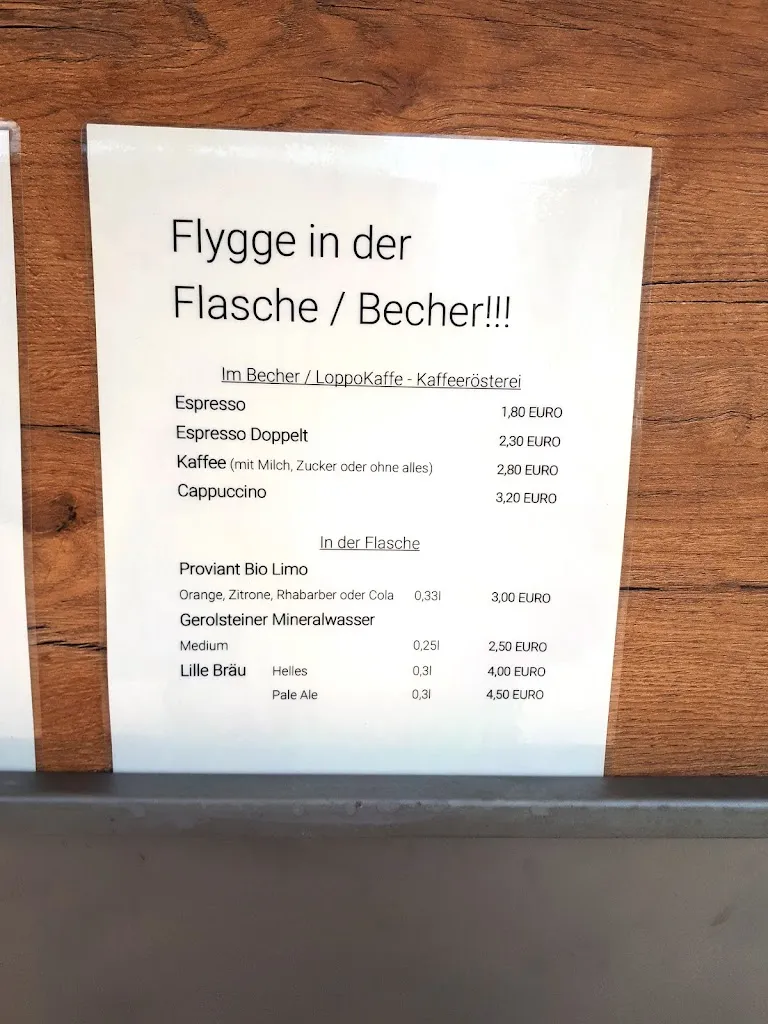 Flygge in der
Flasche / Becher!!!
Im Becher / LoppoKaffe - Kaffeerösterei
Espresso 1,80 EURO
Espresso Doppelt 2,30 EURO
Kaffee (mit Milch, Zucker oder ohne alles) 2,80 EURO
Cappuccino 3,20 EURO
In der Flasche
Proviant Bio Limo
Orange, Zitrone, Rhabarber oder Cola 0,33l 3,00 EURO
Gerolsteiner Mineralwasser
Medium 0,25l 2,50 EURO
Lille Bräu Helles 0,3l 4,00 EURO
Pale Ale 0,3l 4,50 EURO